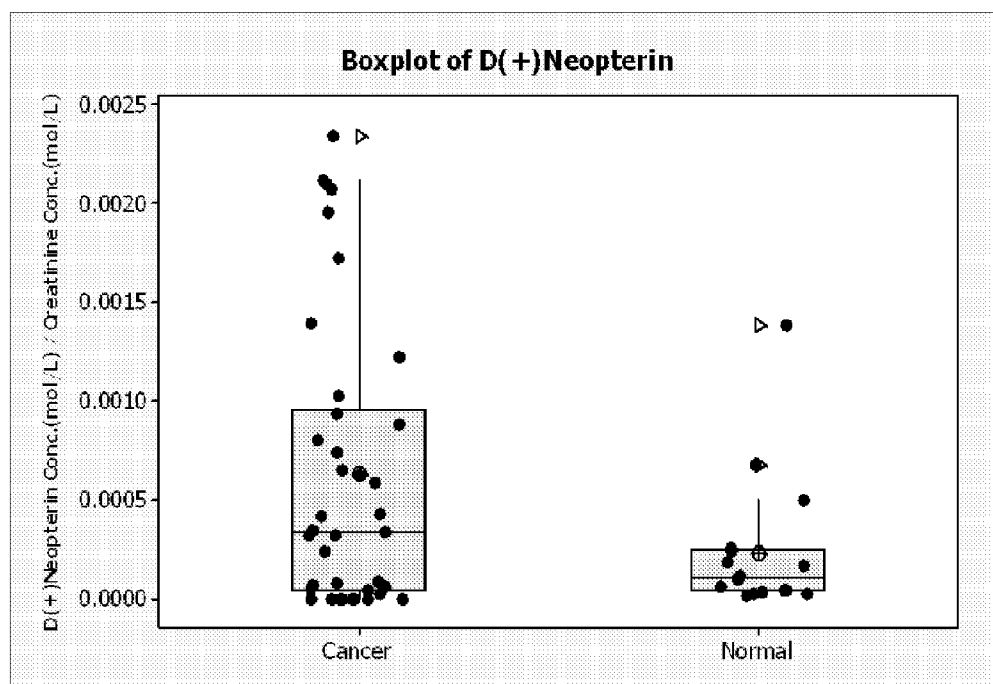 Boxplot of D(+)Neopterin
D(+)Neopterin Conc.(mol/L) / Creatinine Conc.(mol/L)
0.0025
0.0020
0.0015
0.0010
0.0005
0.0000
Cancer
Normal